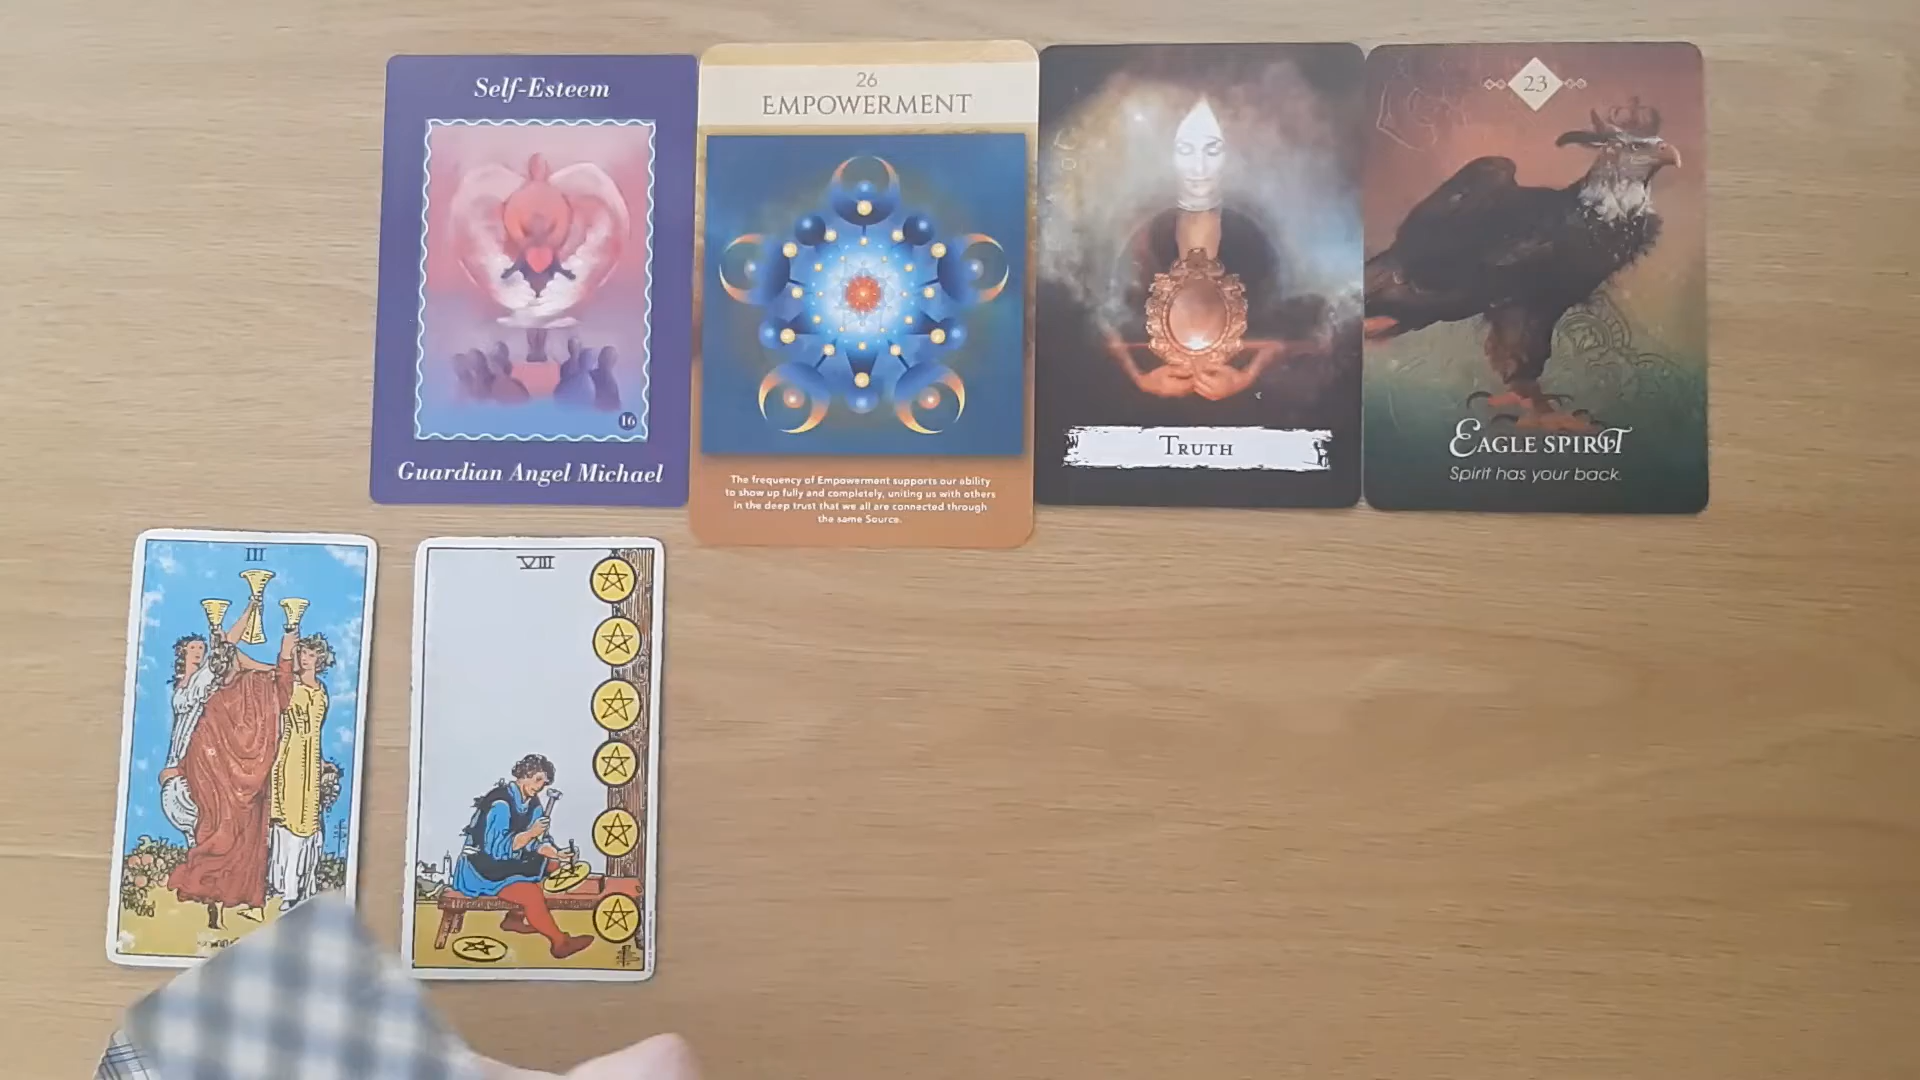 Self-Esteem
16
Guardian Angel Michael
26
EMPOWERMENT
The frequency of Empowerment supports our ability
to show up fully and completely, uniting us with others
in the deep trust that we all are connected through
the same Source.
TRUTH
23
EAGLE SPIRIT
Spirit has your back.
III
VIII